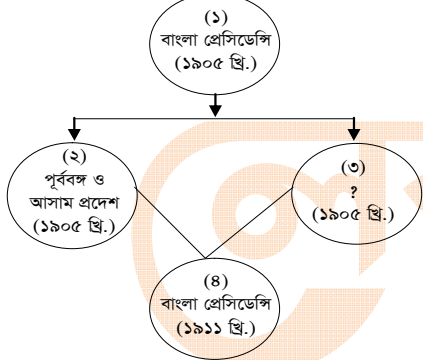 (১)
বাংলা প্রেসিডেন্সি
(১৯০৫ খ্রি.)
(২)
পূর্ববঙ্গ ও
আসাম প্রদেশ
(১৯০৫ খ্রি.)
(৩)
?
(১৯০৫ খ্রি.)
(৪)
বাংলা প্রেসিডেন্সি
(১৯১১ খ্রি.)